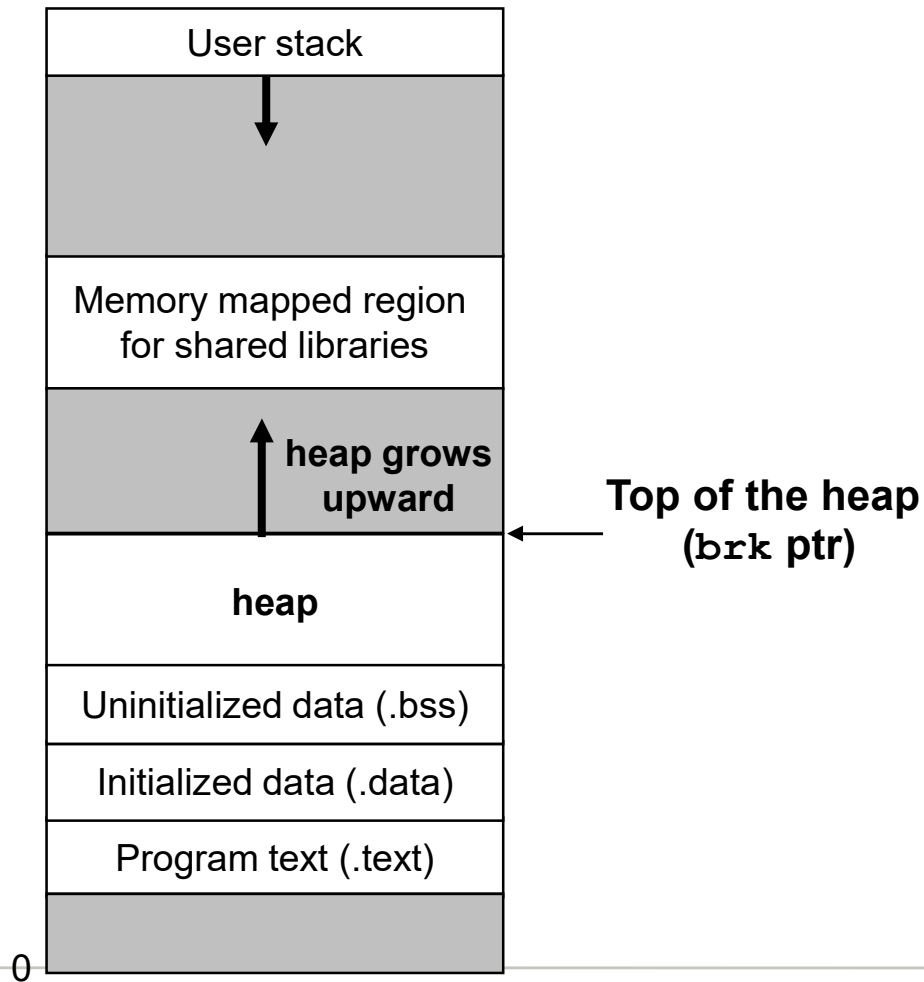 User stack
Memory mapped region
for shared libraries
heap grows
upward
Top of the heap
(brk ptr)
heap
Uninitialized data (.bss)
Initialized data (.data)
Program text (.text)
0